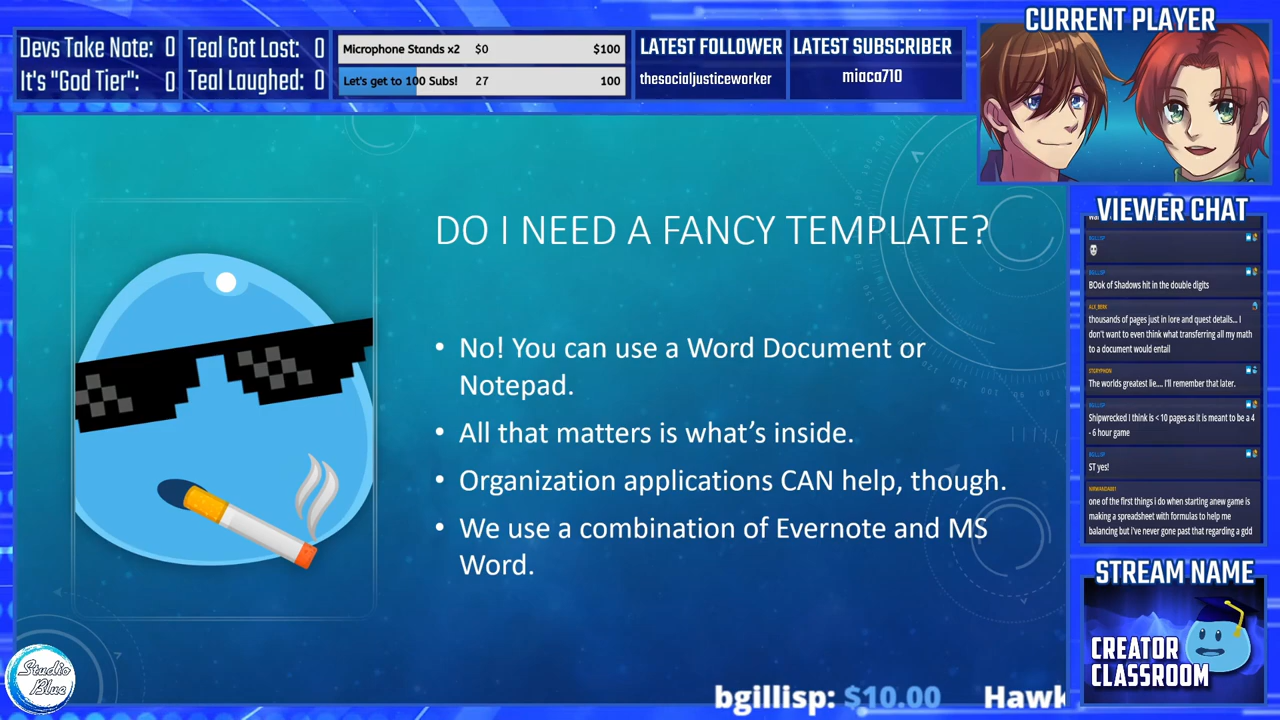 CURRENT PLAYER
Devs Take Note: 0
It's "God Tier": 0
Teal Got Lost: 0
Teal Laughed: 0
Microphone Stands x2 $0 $100
Let's get to 100 Subs! 27 100
LATEST FOLLOWER
thesocialjusticeworker
LATEST SUBSCRIBER
miaca710
DO I NEED A FANCY TEMPLATE?
• No! You can use a Word Document or
Notepad.
• All that matters is what's inside.
• Organization applications CAN help, though.
• We use a combination of Evernote and MS
Word.
VIEWER CHAT
BGILLISP
BGILLISP
BOok of Shadows hit in the double digits
thousands of pages just in lore and quest details... I
don't want to even think what transferring all my math
to a document would entail
STGRYPHON
The worlds greatest lie.... I'll remember that later.
BGILLISP
Shipwrecked I think is < 10 pages as it is meant to be a 4
- 6 hour game
BGILLISP
ST yes!
one of the first things i do when starting anew game is
making a spreadsheet with formulas to help me
balancing but i've never gone past that regarding a gdd
STREAM NAME
CREATOR
CLASSROOM
Studio
Blue
bgillisp: $10.00 Hawk